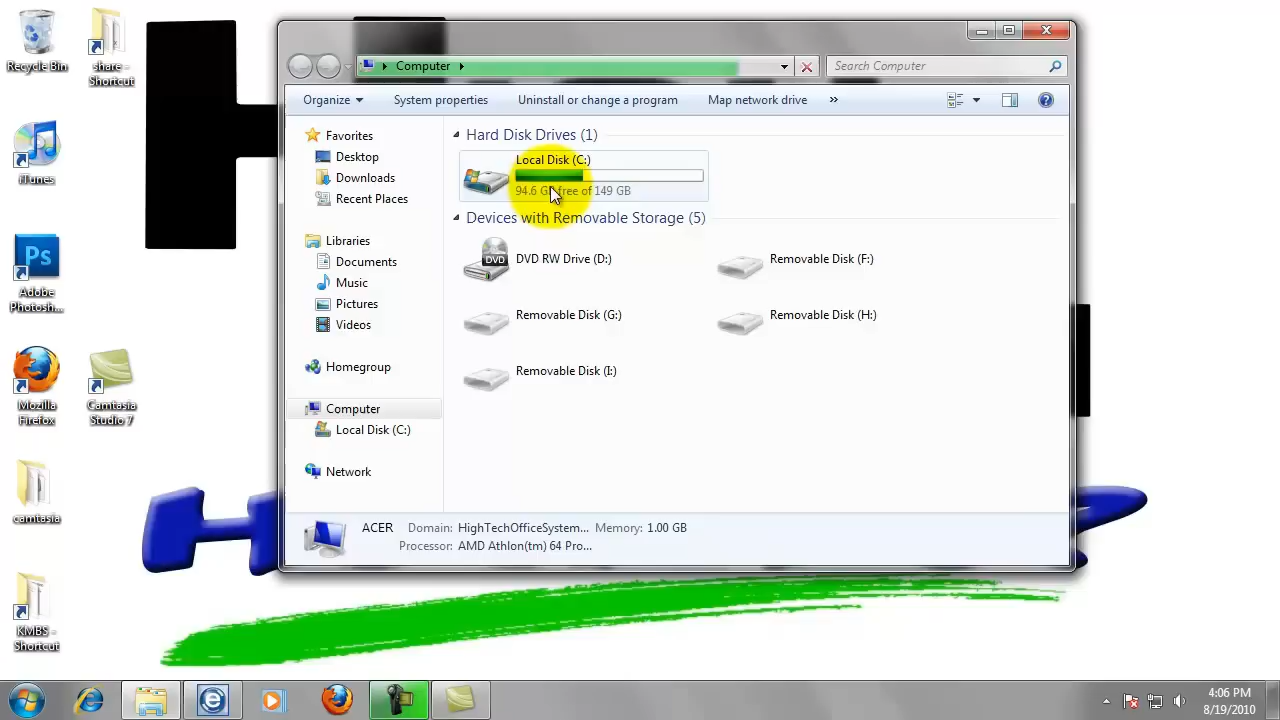 Recycle Bin
share -
Shortcut
iTunes
Ps
Adobe
Photosh...
Mozilla
Firefox
Camtasia
Studio 7
camtasia
KMBS -
Shortcut
Computer
Search Computer
Organize
System properties
Uninstall or change a program
Map network drive
»
Favorites
Desktop
Downloads
Recent Places
Libraries
Documents
Music
Pictures
Videos
Homegroup
Computer
Local Disk (C:)
Network
Hard Disk Drives (1)
Local Disk (C:)
94.6 GB free of 149 GB
Devices with Removable Storage (5)
DVD
DVD RW Drive (D:)
Removable Disk (F:)
Removable Disk (G:)
Removable Disk (H:)
Removable Disk (I:)
ACER
Domain: HighTechOfficeSystem...
Memory: 1.00 GB
Processor: AMD Athlon(tm) 64 Pro...
4:06 PM
8/19/2010